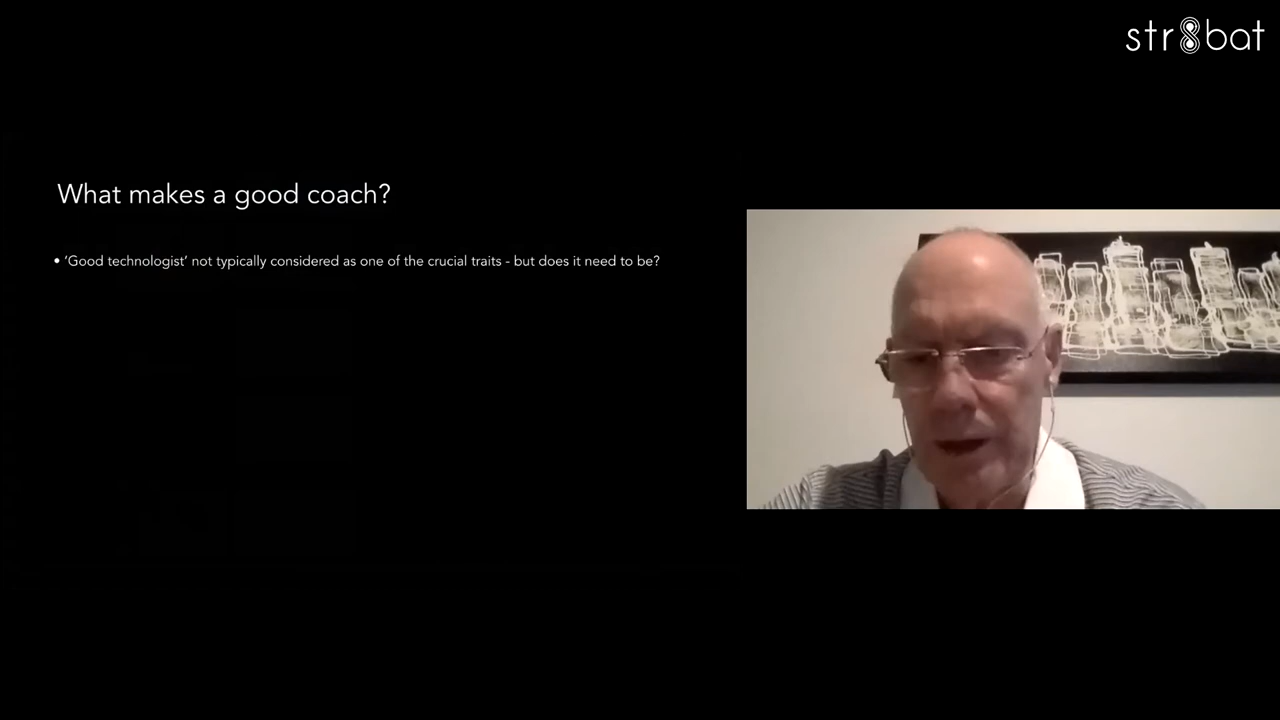 str8bat
What makes a good coach?
• ‘Good technologist’ not typically considered as one of the crucial traits - but does it need to be?